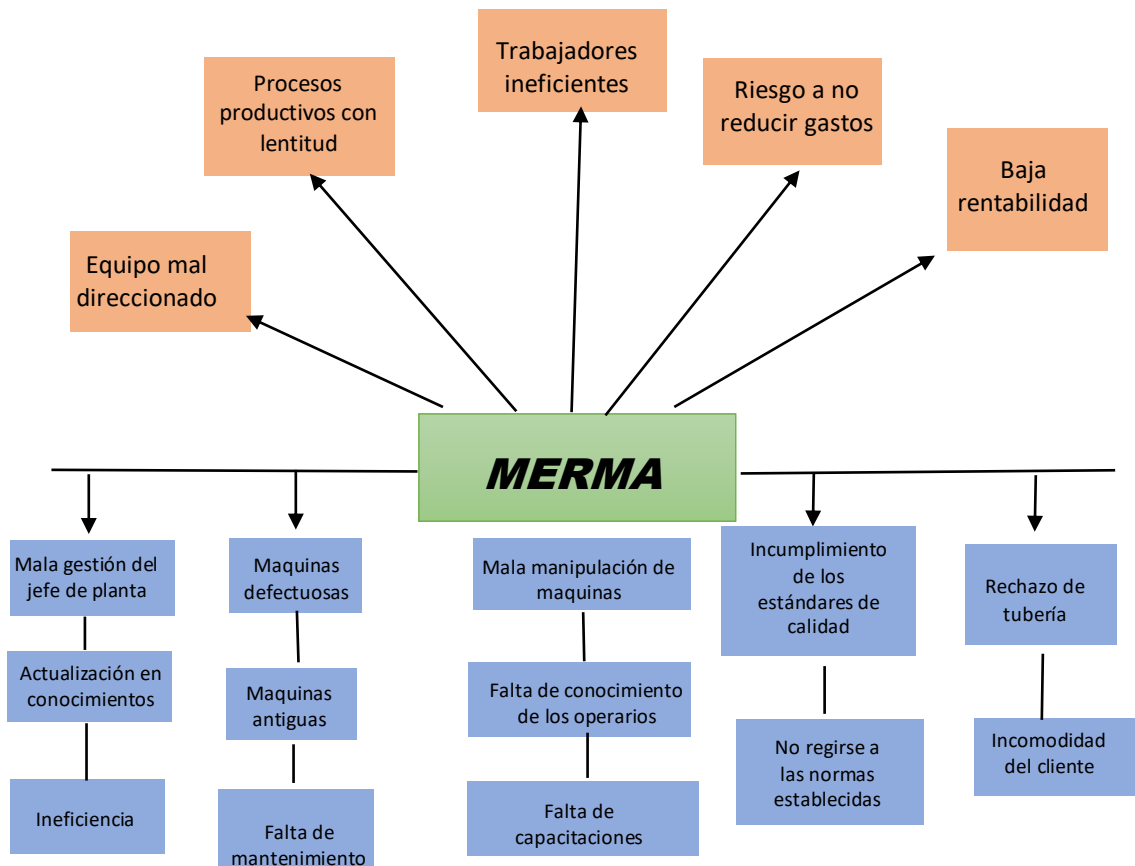 Trabajadores
ineficientes
Procesos
productivos con
lentitud
Riesgo a no
reducir gastos
Baja
rentabilidad
Equipo mal
direccionado
MERMA
Mala gestión del
jefe de planta
Maquinas
defectuosas
Mala manipulación de
maquinas
Incumplimiento
de los
estándares de
calidad
Rechazo de
tubería
Actualización en
conocimientos
Maquinas
antiguas
Falta de conocimiento
de los operarios
No regirse a
las normas
establecidas
Incomodidad
del cliente
Ineficiencia
Falta de
mantenimiento
Falta de
capacitaciones